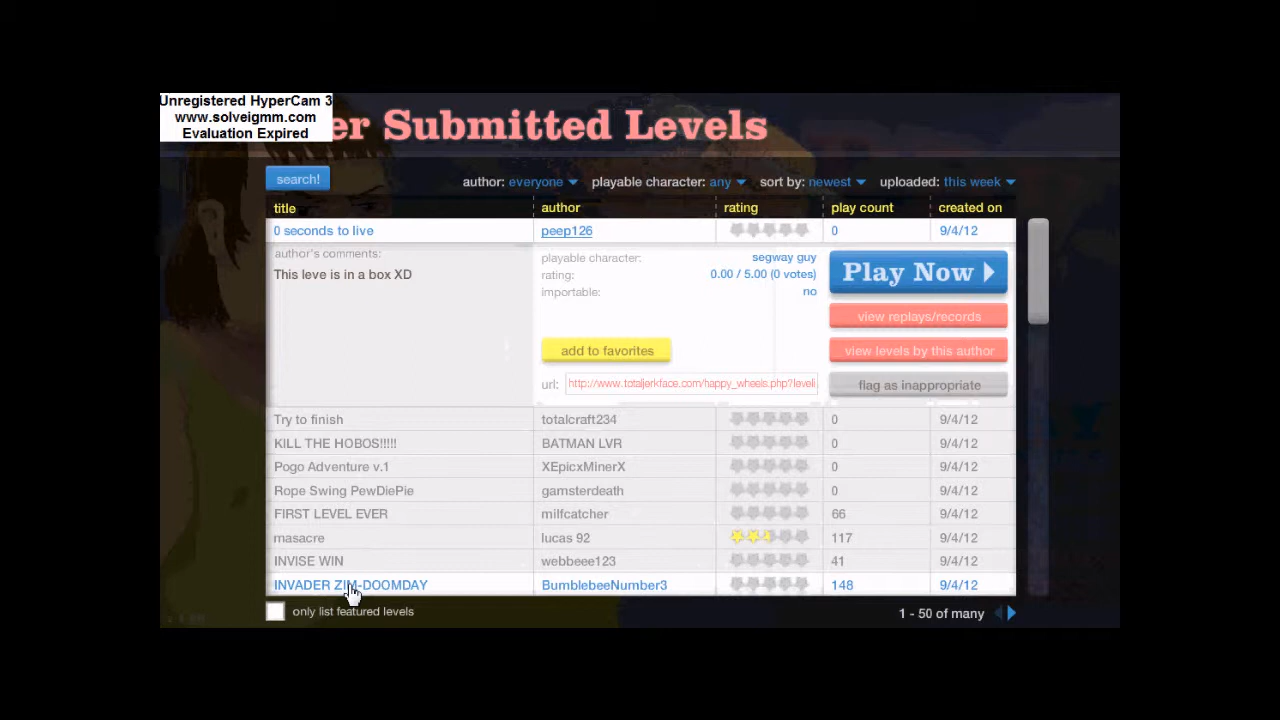 Unregistered HyperCam 3
www.solveigmm.com
Evaluation Expired
er Submitted Levels
search!
author: everyone playable character: any sort by: newest uploaded: this week
title author rating play count created on
0 seconds to live peep126 0 9/4/12
author's comments:
This leve is in a box XD
playable character: segway guy
rating: 0.00 / 5.00 (0 votes)
importable: no
add to favorites
url: http://www.totaljerkface.com/happy_wheels.php?leveli
Play Now
view replays/records
view levels by this author
flag as inappropriate
Try to finish totalcraft234 0 9/4/12
KILL THE HOBOS!!!!! BATMAN LVR 0 9/4/12
Pogo Adventure v.1 XEpicxMinerX 0 9/4/12
Rope Swing PewDiePie gamsterdeath 0 9/4/12
FIRST LEVEL EVER milfcatcher 66 9/4/12
masacre lucas 92 117 9/4/12
INVISE WIN webbeee123 41 9/4/12
INVADER ZIM-DOOMDAY BumblebeeNumber3 148 9/4/12
only list featured levels
1 - 50 of many